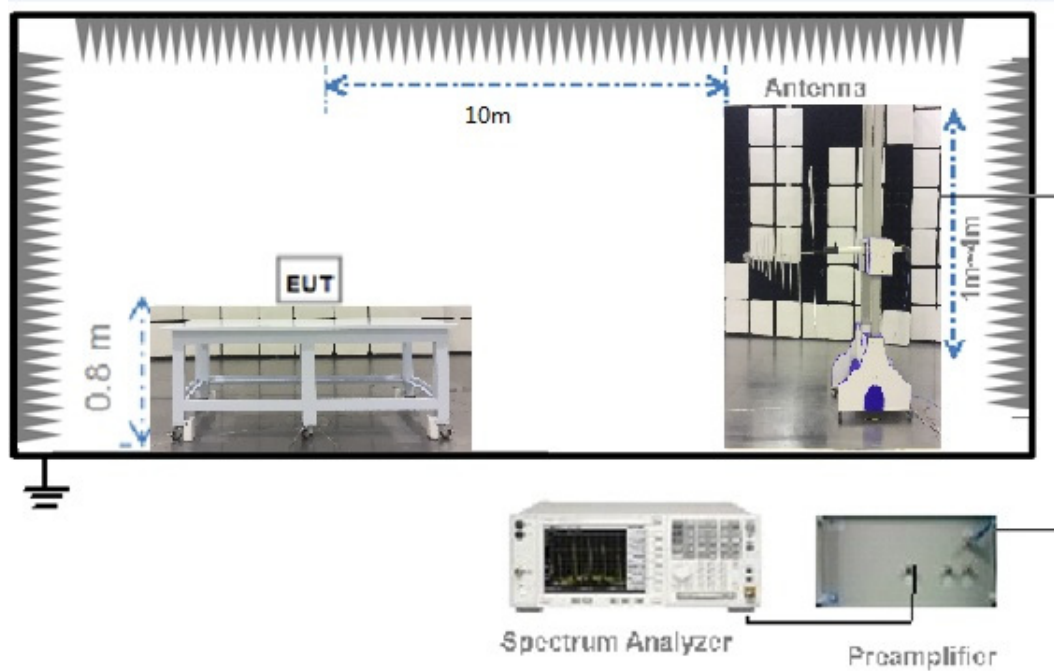 Antenna
10m
1m-4m
EUT
0.8 m
Spectrum Analyzer
Preamplifier